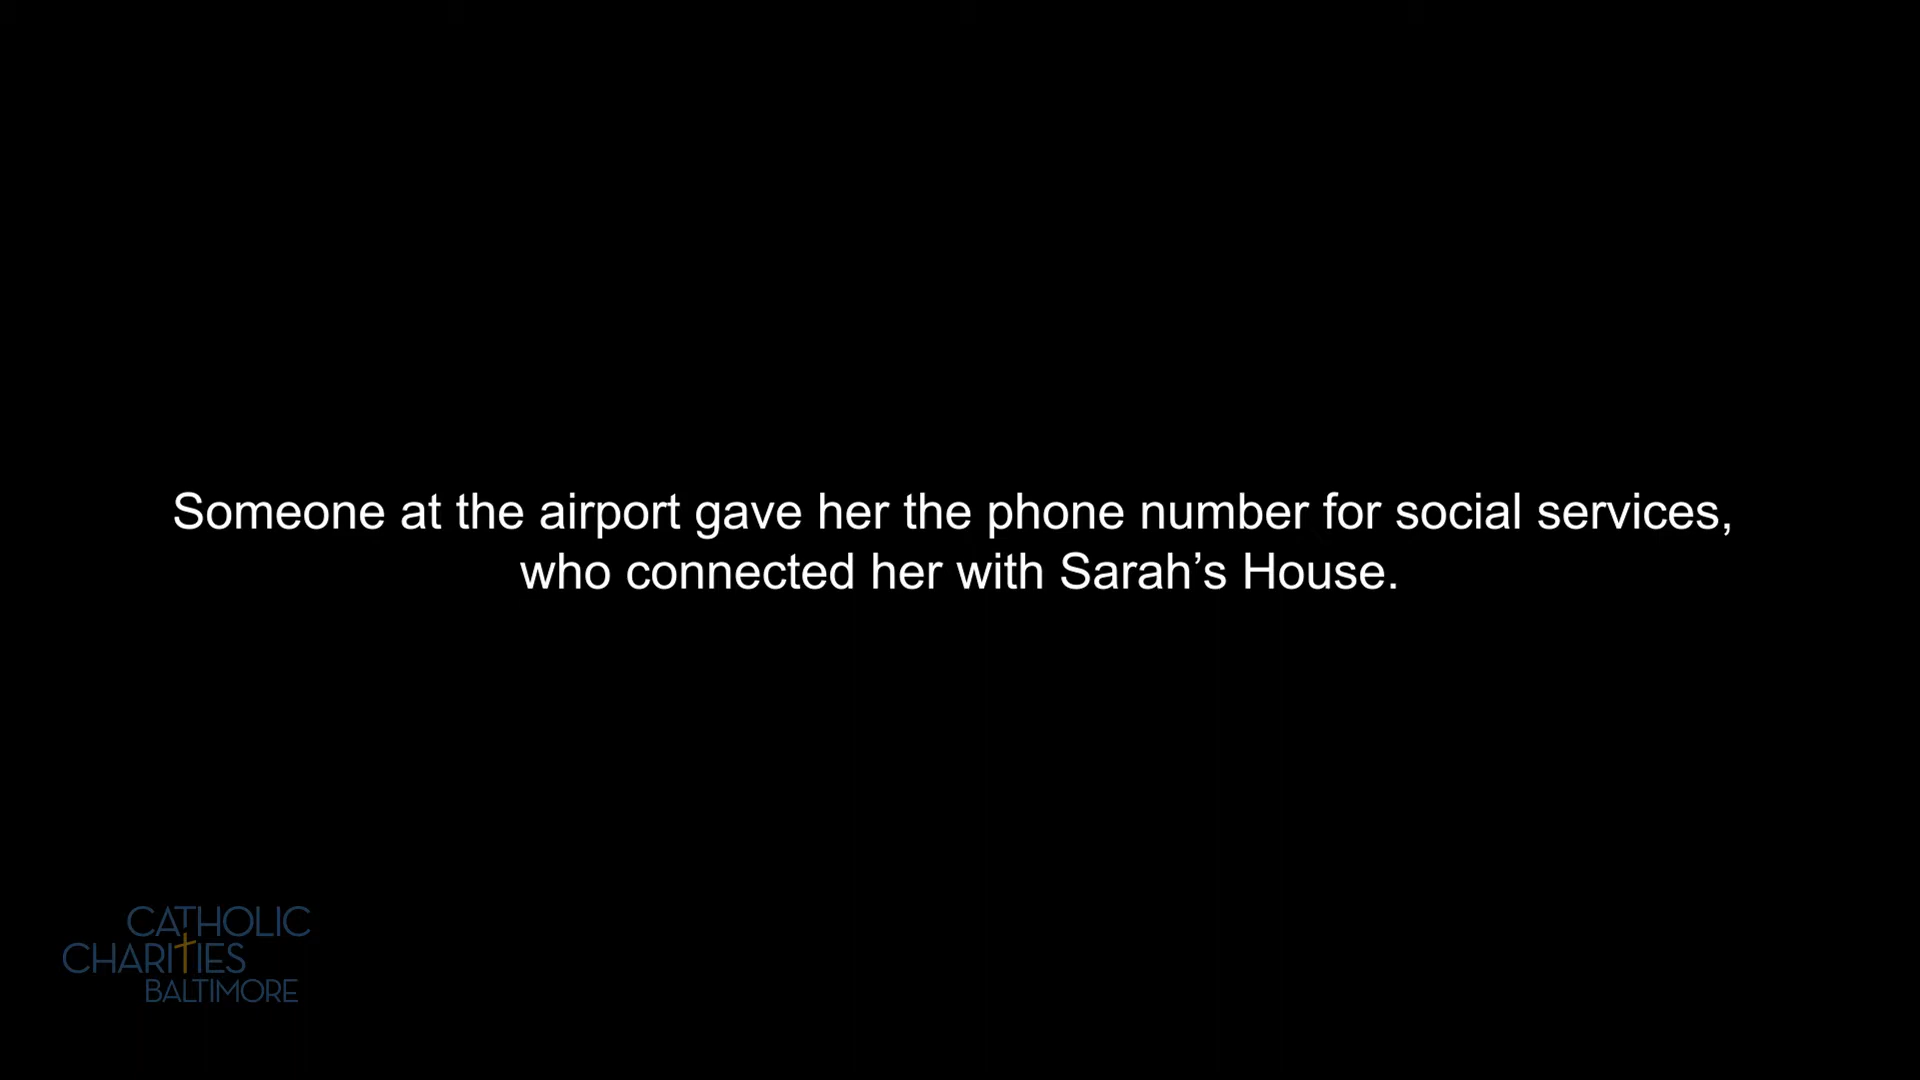 Someone at the airport gave her the phone number for social services,
who connected her with Sarah’s House.
CATHOLIC
CHARITIES
BALTIMORE